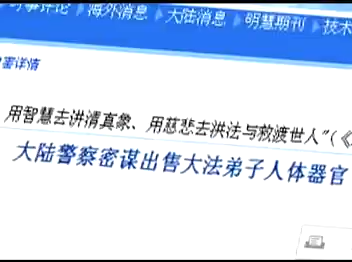 时事评论 海外消息 大陆消息 明慧期刊 技术
密详情
用智慧去讲清真象、用慈悲去洪法与救渡世人”（《
大陆警察密谋出售大法弟子人体器官